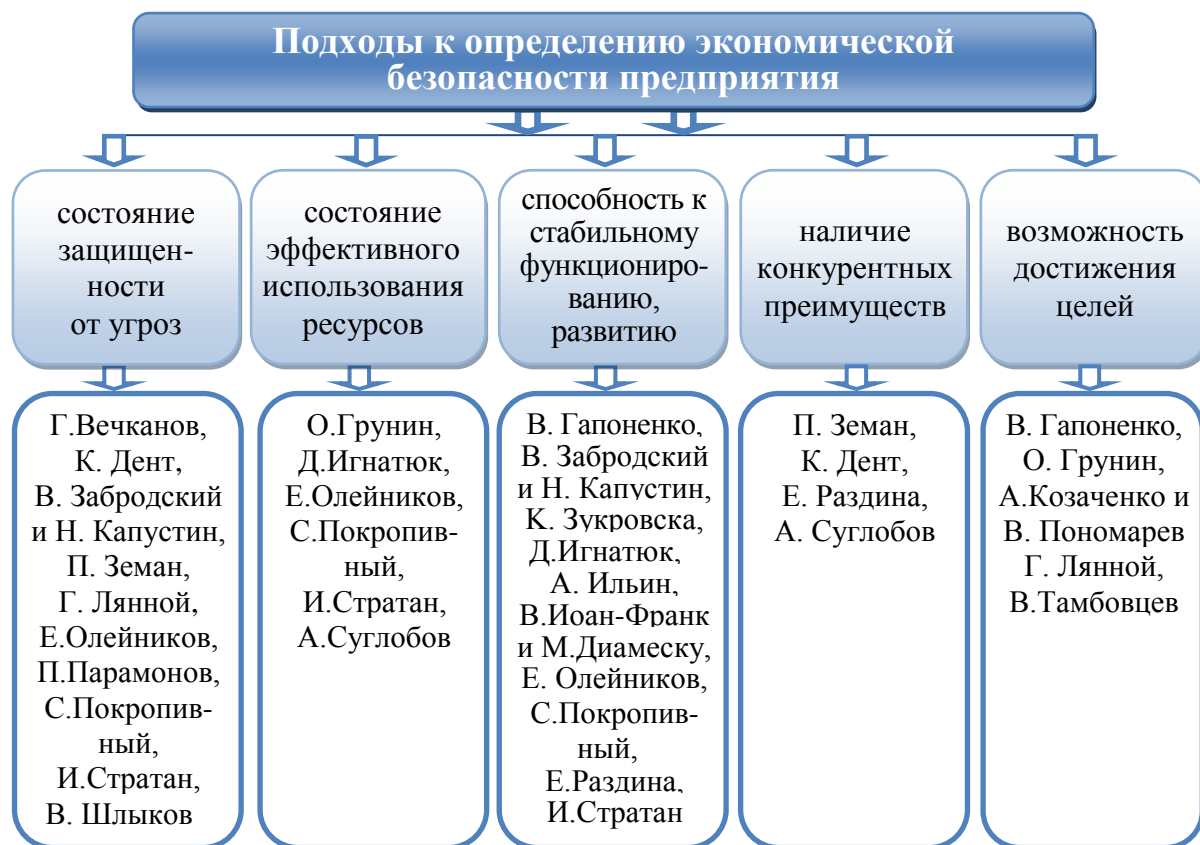 Подходы к определению экономической
безопасности предприятия
состояние
защищен-
ности
от угроз
состояние
эффективного
использования
ресурсов
способность к
стабильному
функциониро-
ванию,
развитию
наличие
конкурентных
преимуществ
возможность
достижения
целей
Г.Вечканов,
К. Дент,
В. Забродский
и Н. Капустин,
П. Земан,
Г. Лянной,
Е.Олейников,
П.Парамонов,
С.Покропив-
ный,
И.Стратан,
В. Шлыков
О.Грунин,
Д.Игнатюк,
Е.Олейников,
С.Покропив-
ный,
И.Стратан,
А.Суглобов
В. Гапоненко,
В. Забродский
и Н. Капустин,
К. Зукровска,
Д.Игнатюк,
А. Ильин,
В.Иоан-Франк
и М.Диамеску,
Е. Олейников,
С.Покропив-
ный,
Е.Раздина,
И.Стратан
П. Земан,
К. Дент,
Е. Раздина,
А. Суглобов
В. Гапоненко,
О. Грунин,
А.Козаченко и
В. Пономарев
Г. Лянной,
В.Тамбовцев